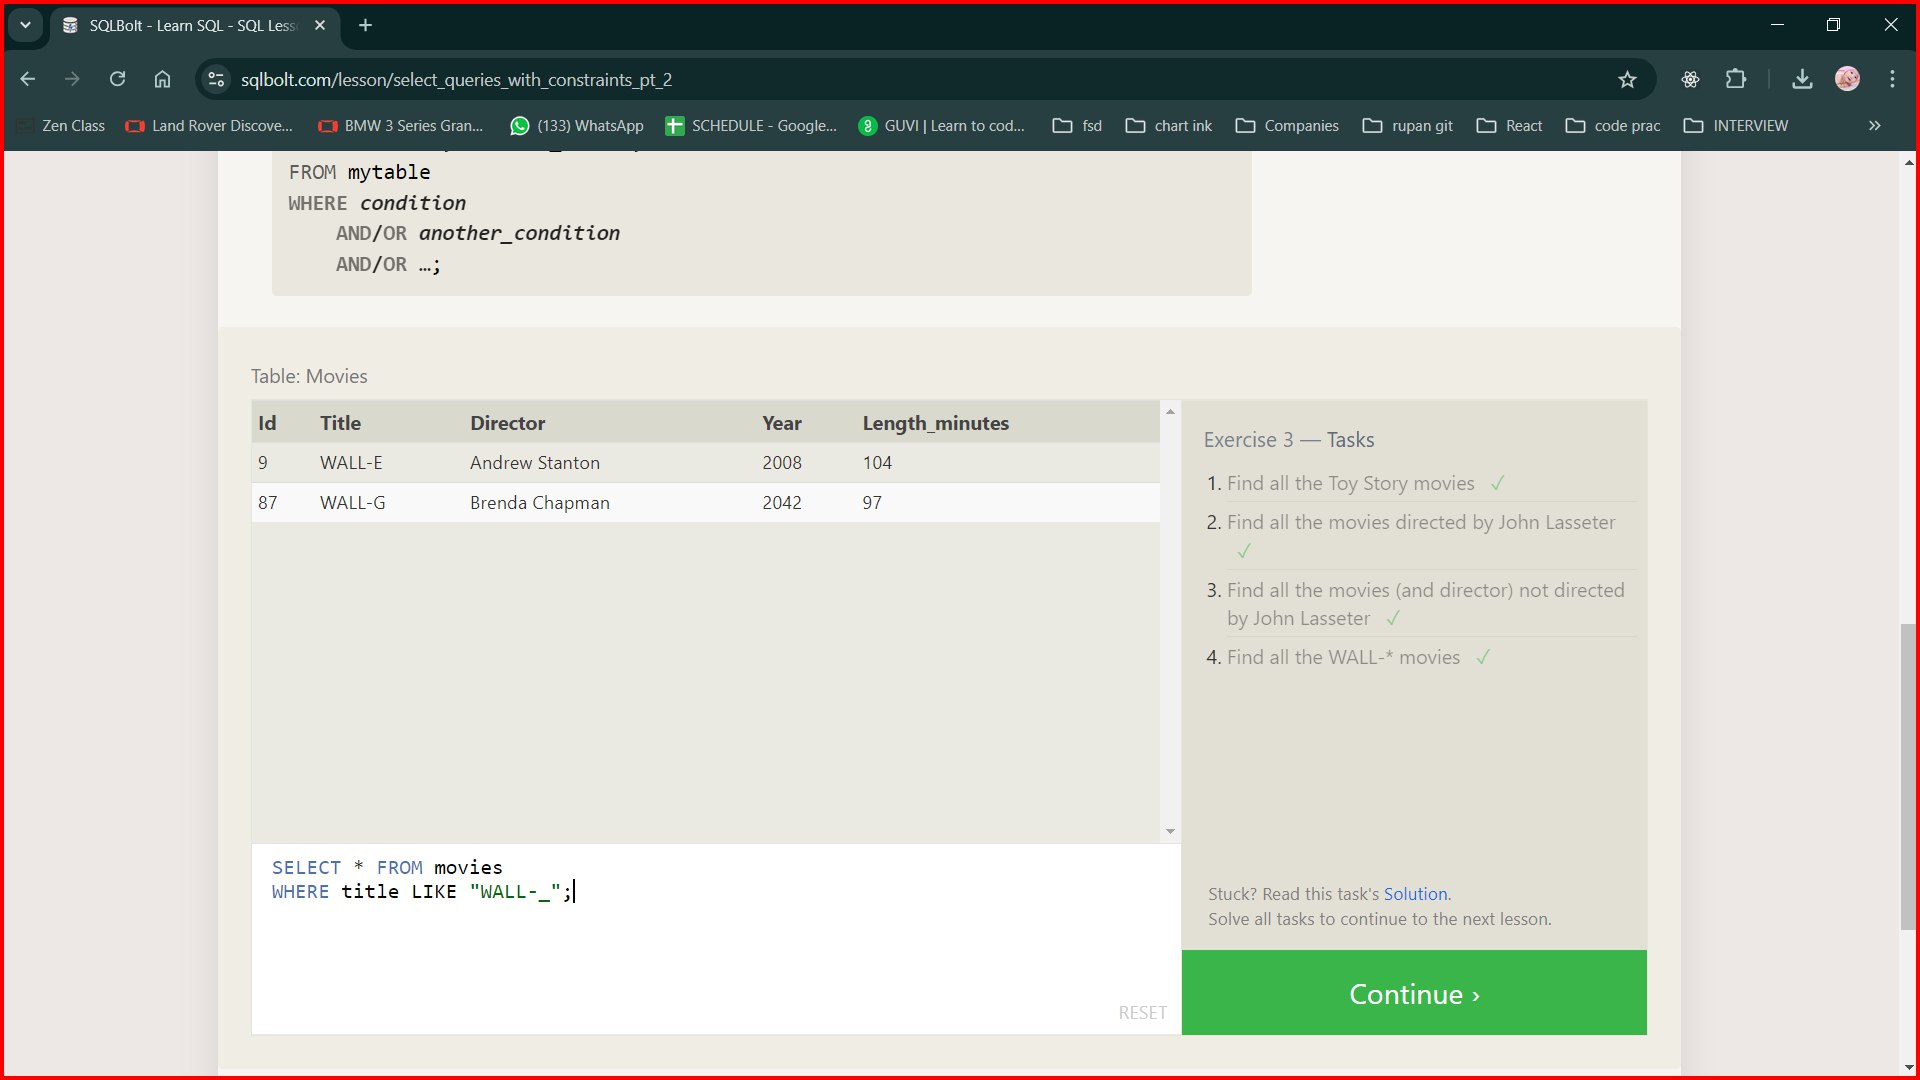 SQLBolt - Learn SQL - SQL Less
sqlbolt.com/lesson/select_queries_with_constraints_pt_2
Zen Class
Land Rover Discove...
BMW 3 Series Gran...
(133) WhatsApp
SCHEDULE - Google...
GUVI | Learn to cod...
fsd
chart ink
Companies
rupan git
React
code prac
INTERVIEW
»
FROM mytable
WHERE condition
AND/OR another_condition
AND/OR …;
Table: Movies
Id Title Director Year Length_minutes
9 WALL-E Andrew Stanton 2008 104
87 WALL-G Brenda Chapman 2042 97
SELECT * FROM movies
WHERE title LIKE "WALL-_";
RESET
Exercise 3 — Tasks
1. Find all the Toy Story movies ✓
2. Find all the movies directed by John Lasseter
✓
3. Find all the movies (and director) not directed
by John Lasseter ✓
4. Find all the WALL-* movies ✓
Stuck? Read this task's Solution.
Solve all tasks to continue to the next lesson.
Continue ›